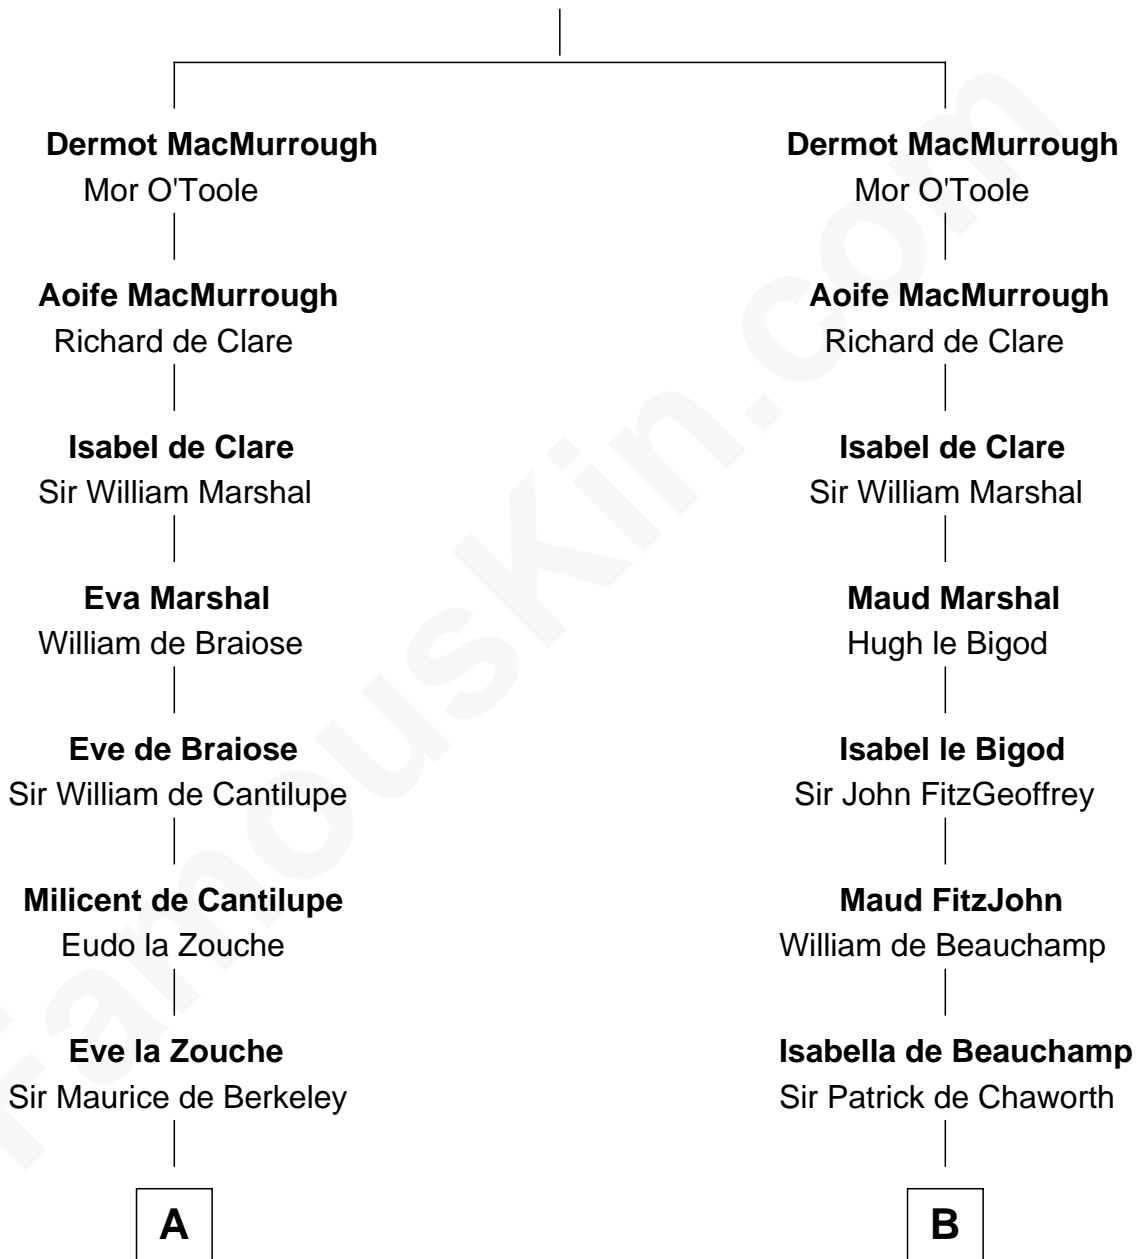 Dermot MacMurrough
Mor O'Toole
Aoife MacMurrough
Richard de Clare
Isabel de Clare
Sir William Marshal
Eva Marshal
William de Braiose
Eve de Braiose
Sir William de Cantilupe
Milicent de Cantilupe
Eudo la Zouche
Eve la Zouche
Sir Maurice de Berkeley
A
Dermot MacMurrough
Mor O'Toole
Aoife MacMurrough
Richard de Clare
Isabel de Clare
Sir William Marshal
Maud Marshal
Hugh le Bigod
Isabel le Bigod
Sir John FitzGeoffrey
Maud FitzJohn
William de Beauchamp
Isabella de Beauchamp
Sir Patrick de Chaworth
B
FamousKin.com